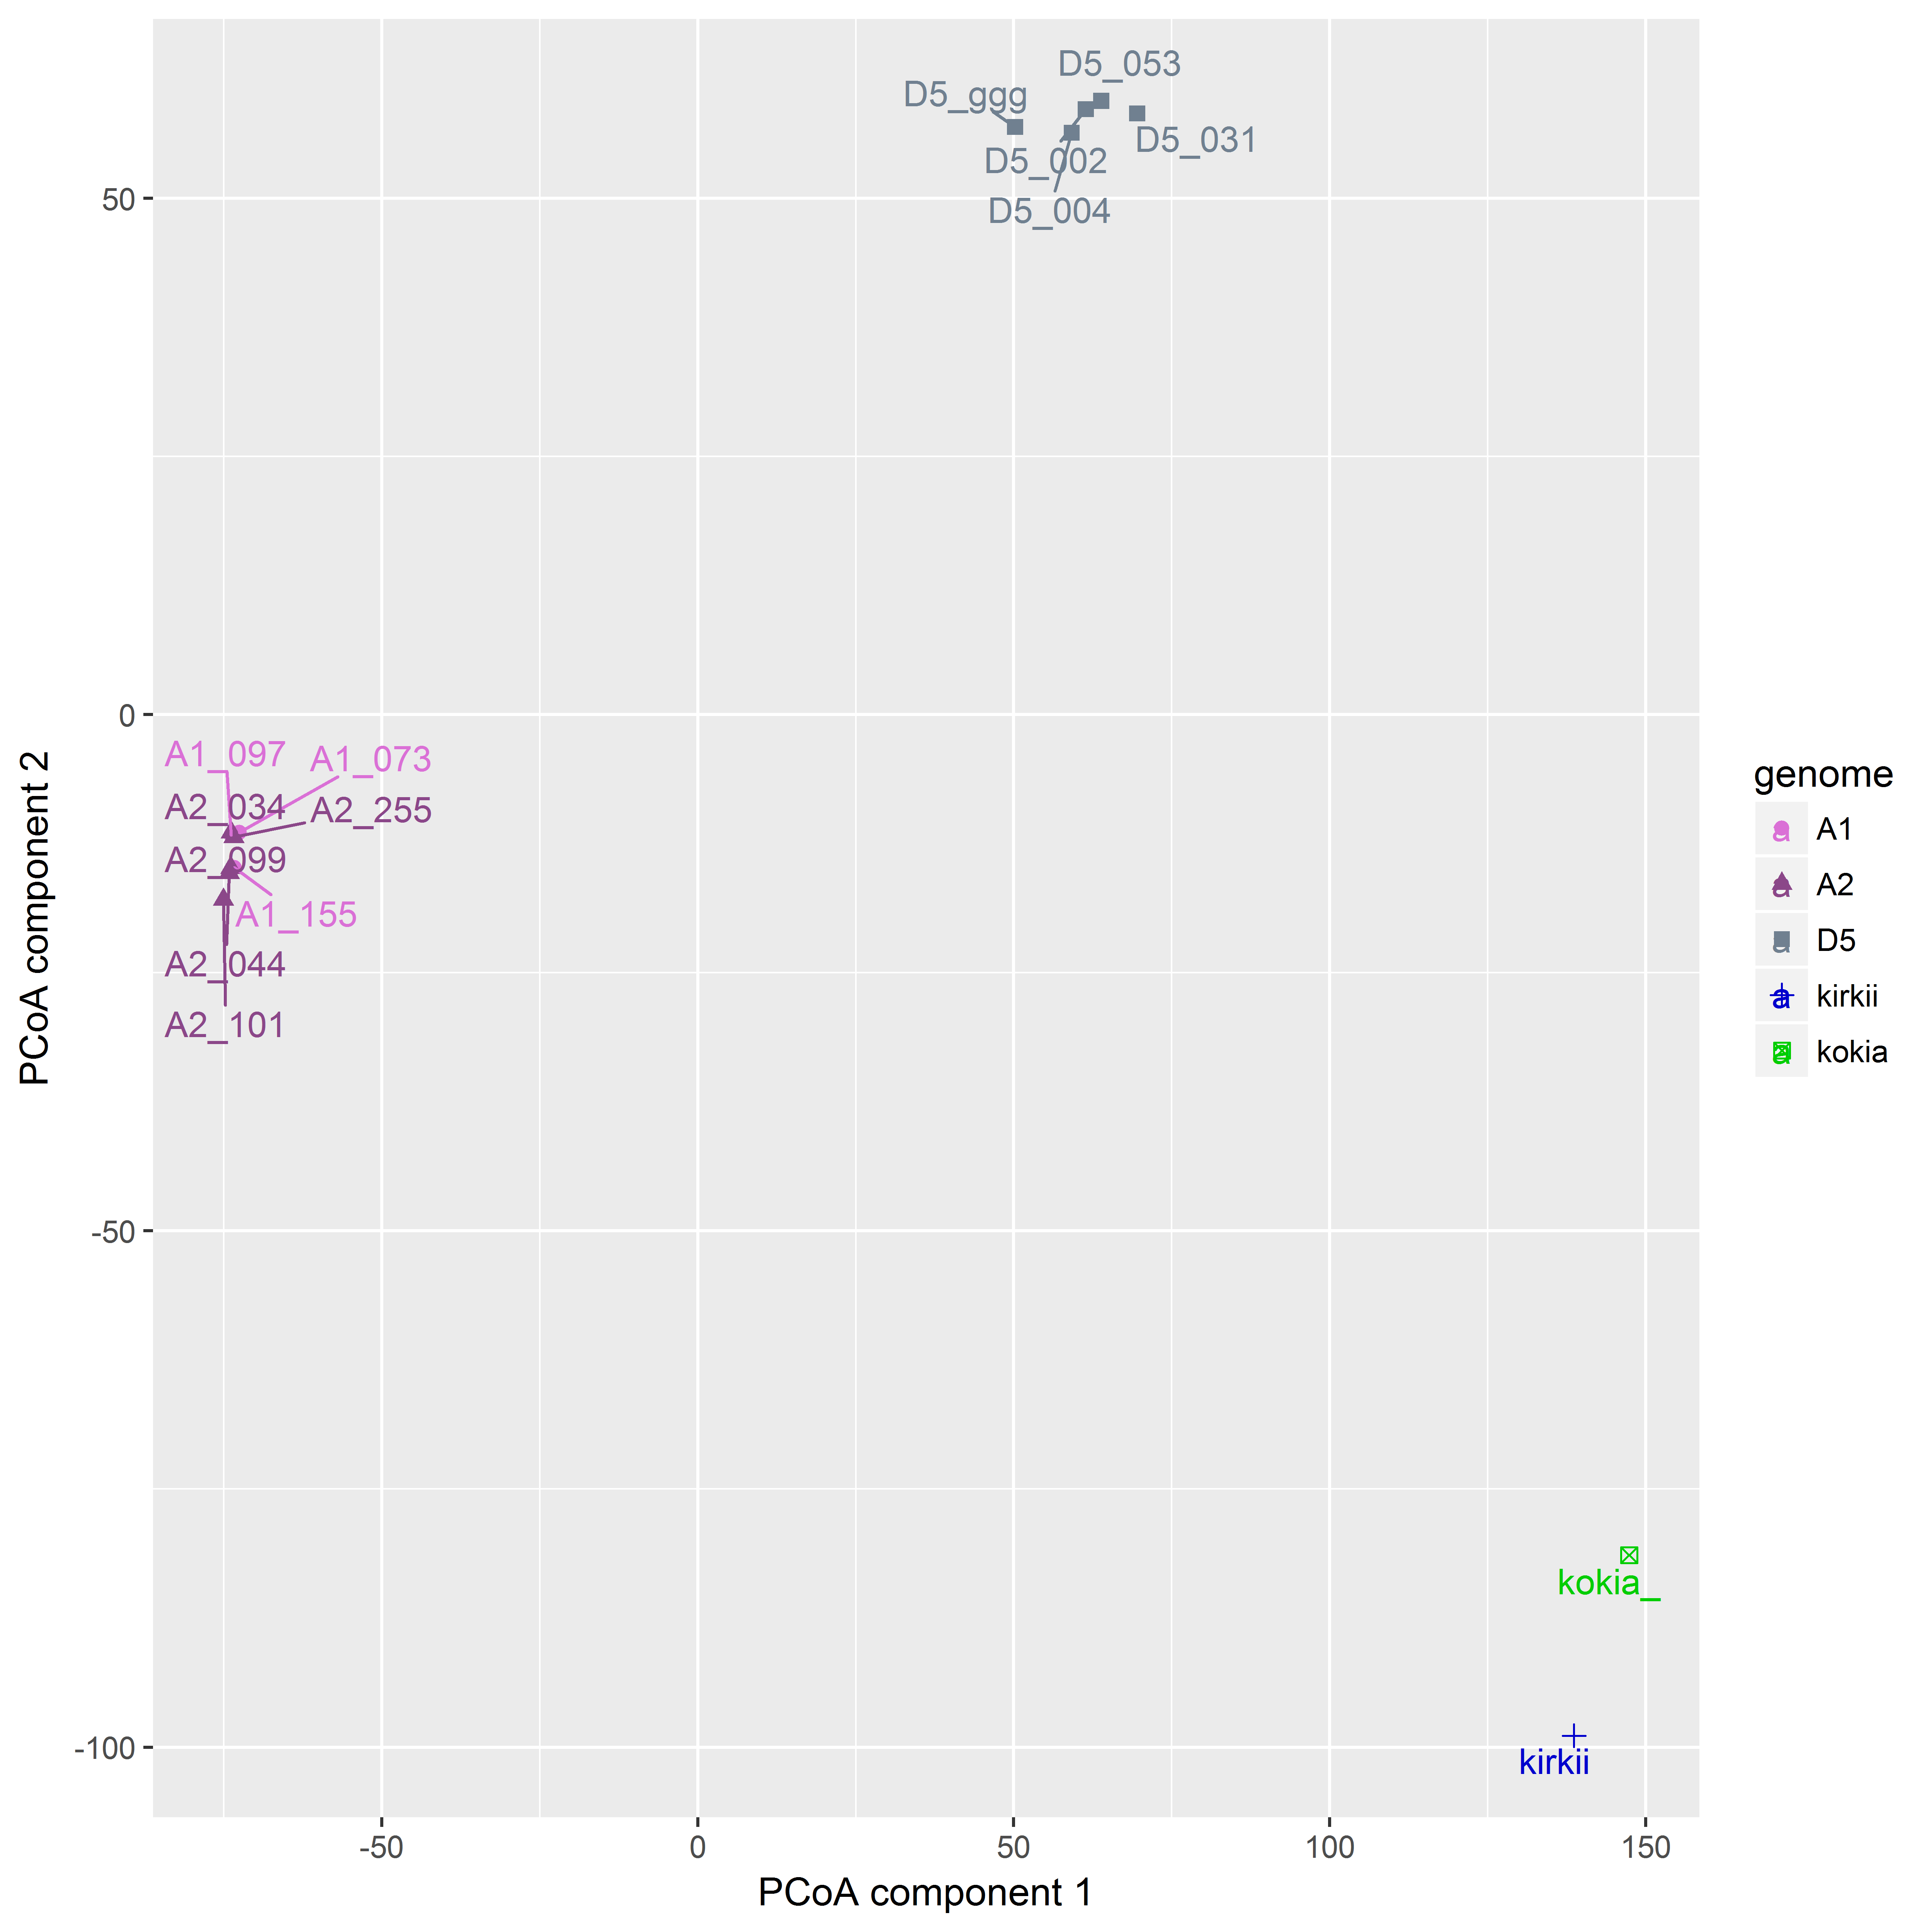 D5_053
D5_ggg
D5_031
D5_002
D5_004
50
0
A1_097
A1_073
A2_034
A2_255
A2_099
A1_155
A2_044
A2_101
-50
-100
kokia_
kirkii
-50
0
50
100
150
PCoA component 1
PCoA component 2
genome
a A1
a A2
a D5
a kirkii
a kokia